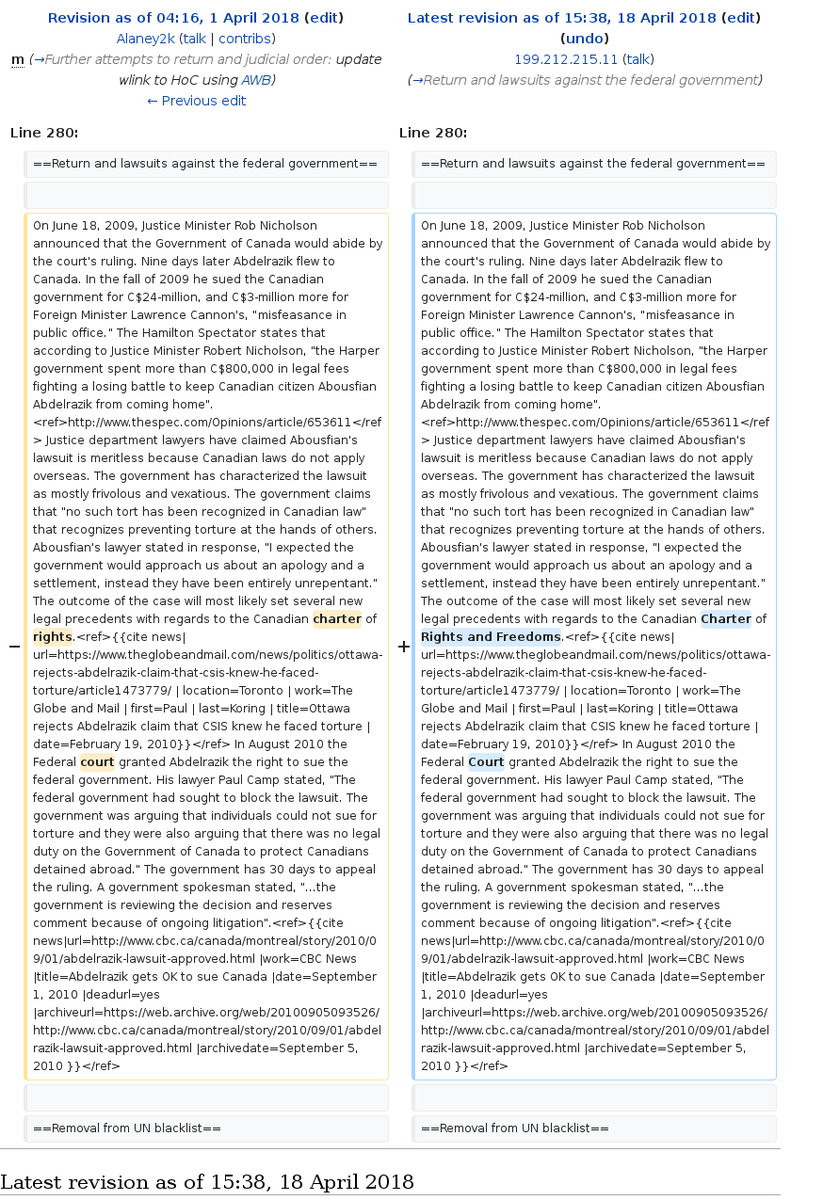 Revision as of 04:16, 1 April 2018 (edit)
Alaney2k (talk | contribs)
m (→Further attempts to return and judicial order: update
wlink to HoC using AWB)
← Previous edit
Latest revision as of 15:38, 18 April 2018 (edit)
(undo)
199.212.215.11 (talk)
(→Return and lawsuits against the federal government)
Line 280:
Line 280:
==Return and lawsuits against the federal government==
==Return and lawsuits against the federal government==
−
On June 18, 2009, Justice Minister Rob Nicholson
announced that the Government of Canada would abide by
the court's ruling. Nine days later Abdelrazik flew to
Canada. In the fall of 2009 he sued the Canadian
government for C$24-million, and C$3-million more for
Foreign Minister Lawrence Cannon's, "misfeasance in
public office." The Hamilton Spectator states that
according to Justice Minister Robert Nicholson, "the Harper
government spent more than C$800,000 in legal fees
fighting a losing battle to keep Canadian citizen Abousfian
Abdelrazik from coming home".
<ref>http://www.thespec.com/Opinions/article/653611</ref
> Justice department lawyers have claimed Abousfian's
lawsuit is meritless because Canadian laws do not apply
overseas. The government has characterized the lawsuit
as mostly frivolous and vexatious. The government claims
that "no such tort has been recognized in Canadian law"
that recognizes preventing torture at the hands of others.
Abousfian's lawyer stated in response, "I expected the
government would approach us about an apology and a
settlement, instead they have been entirely unrepentant."
The outcome of the case will most likely set several new
legal precedents with regards to the Canadian charter of
rights.<ref>{{cite news|
url=https://www.theglobeandmail.com/news/politics/ottawa-
rejects-abdelrazik-claim-that-csis-knew-he-faced-
torture/article1473779/ | location=Toronto | work=The
Globe and Mail | first=Paul | last=Koring | title=Ottawa
rejects Abdelrazik claim that CSIS knew he faced torture |
date=February 19, 2010}}</ref> In August 2010 the
Federal court granted Abdelrazik the right to sue the
federal government. His lawyer Paul Camp stated, "The
federal government had sought to block the lawsuit. The
government was arguing that individuals could not sue for
torture and they were also arguing that there was no legal
duty on the Government of Canada to protect Canadians
detained abroad." The government has 30 days to appeal
the ruling. A government spokesman stated, "...the
government is reviewing the decision and reserves
comment because of ongoing litigation".<ref>{{cite
news|url=http://www.cbc.ca/canada/montreal/story/2010/0
9/01/abdelrazik-lawsuit-approved.html |work=CBC News
|title=Abdelrazik gets OK to sue Canada |date=September
1, 2010 |deadurl=yes
|archiveurl=https://web.archive.org/web/20100905093526/
http://www.cbc.ca/canada/montreal/story/2010/09/01/abdel
razik-lawsuit-approved.html |archivedate=September 5,
2010 }}</ref>
+
On June 18, 2009, Justice Minister Rob Nicholson
announced that the Government of Canada would abide by
the court's ruling. Nine days later Abdelrazik flew to
Canada. In the fall of 2009 he sued the Canadian
government for C$24-million, and C$3-million more for
Foreign Minister Lawrence Cannon's, "misfeasance in
public office." The Hamilton Spectator states that
according to Justice Minister Robert Nicholson, "the Harper
government spent more than C$800,000 in legal fees
fighting a losing battle to keep Canadian citizen Abousfian
Abdelrazik from coming home".
<ref>http://www.thespec.com/Opinions/article/653611</ref
> Justice department lawyers have claimed Abousfian's
lawsuit is meritless because Canadian laws do not apply
overseas. The government has characterized the lawsuit
as mostly frivolous and vexatious. The government claims
that "no such tort has been recognized in Canadian law"
that recognizes preventing torture at the hands of others.
Abousfian's lawyer stated in response, "I expected the
government would approach us about an apology and a
settlement, instead they have been entirely unrepentant."
The outcome of the case will most likely set several new
legal precedents with regards to the Canadian Charter of
Rights and Freedoms.<ref>{{cite news|
url=https://www.theglobeandmail.com/news/politics/ottawa-
rejects-abdelrazik-claim-that-csis-knew-he-faced-
torture/article1473779/ | location=Toronto | work=The
Globe and Mail | first=Paul | last=Koring | title=Ottawa
rejects Abdelrazik claim that CSIS knew he faced torture |
date=February 19, 2010}}</ref> In August 2010 the
Federal Court granted Abdelrazik the right to sue the
federal government. His lawyer Paul Camp stated, "The
federal government had sought to block the lawsuit. The
government was arguing that individuals could not sue for
torture and they were also arguing that there was no legal
duty on the Government of Canada to protect Canadians
detained abroad." The government has 30 days to appeal
the ruling. A government spokesman stated, "...the
government is reviewing the decision and reserves
comment because of ongoing litigation".<ref>{{cite
news|url=http://www.cbc.ca/canada/montreal/story/2010/0
9/01/abdelrazik-lawsuit-approved.html |work=CBC News
|title=Abdelrazik gets OK to sue Canada |date=September
1, 2010 |deadurl=yes
|archiveurl=https://web.archive.org/web/20100905093526/
http://www.cbc.ca/canada/montreal/story/2010/09/01/abdel
razik-lawsuit-approved.html |archivedate=September 5,
2010 }}</ref>
==Removal from UN blacklist==
==Removal from UN blacklist==
Latest revision as of 15:38, 18 April 2018